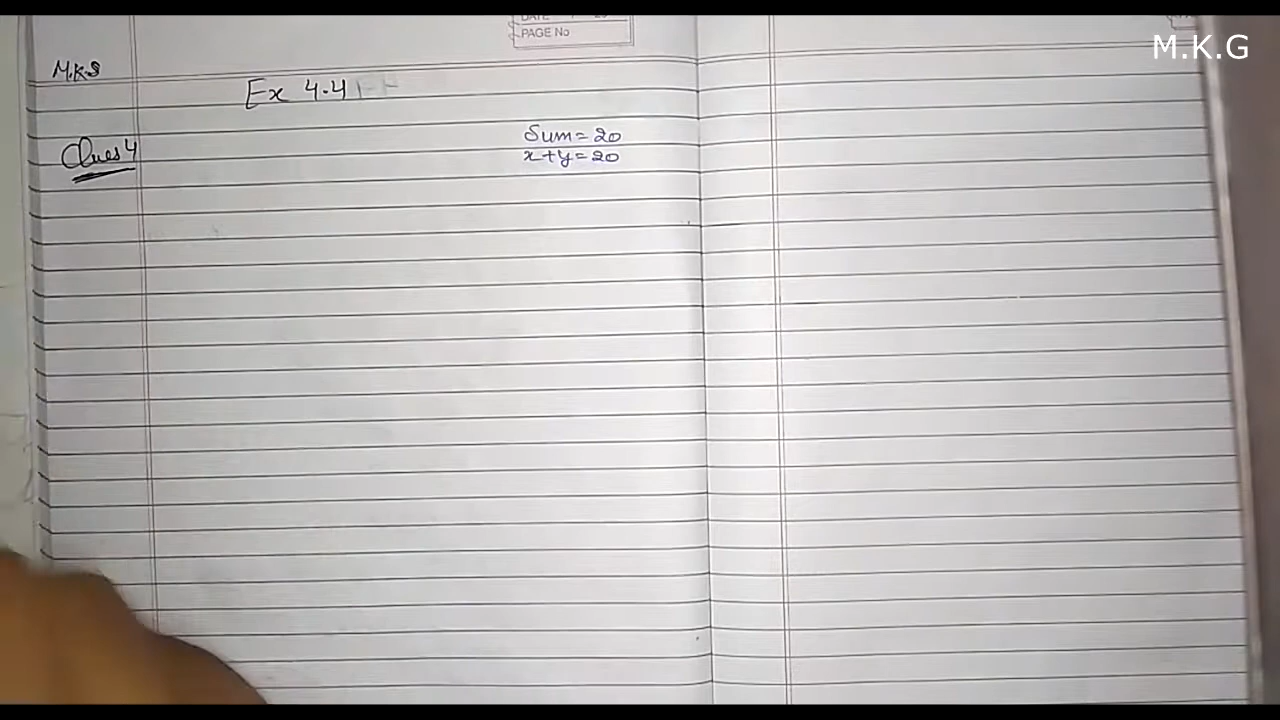 PAGE No
M.K.G
M.K.S
Ex 4.4
Ques 4
Sum = 20
x+y=20